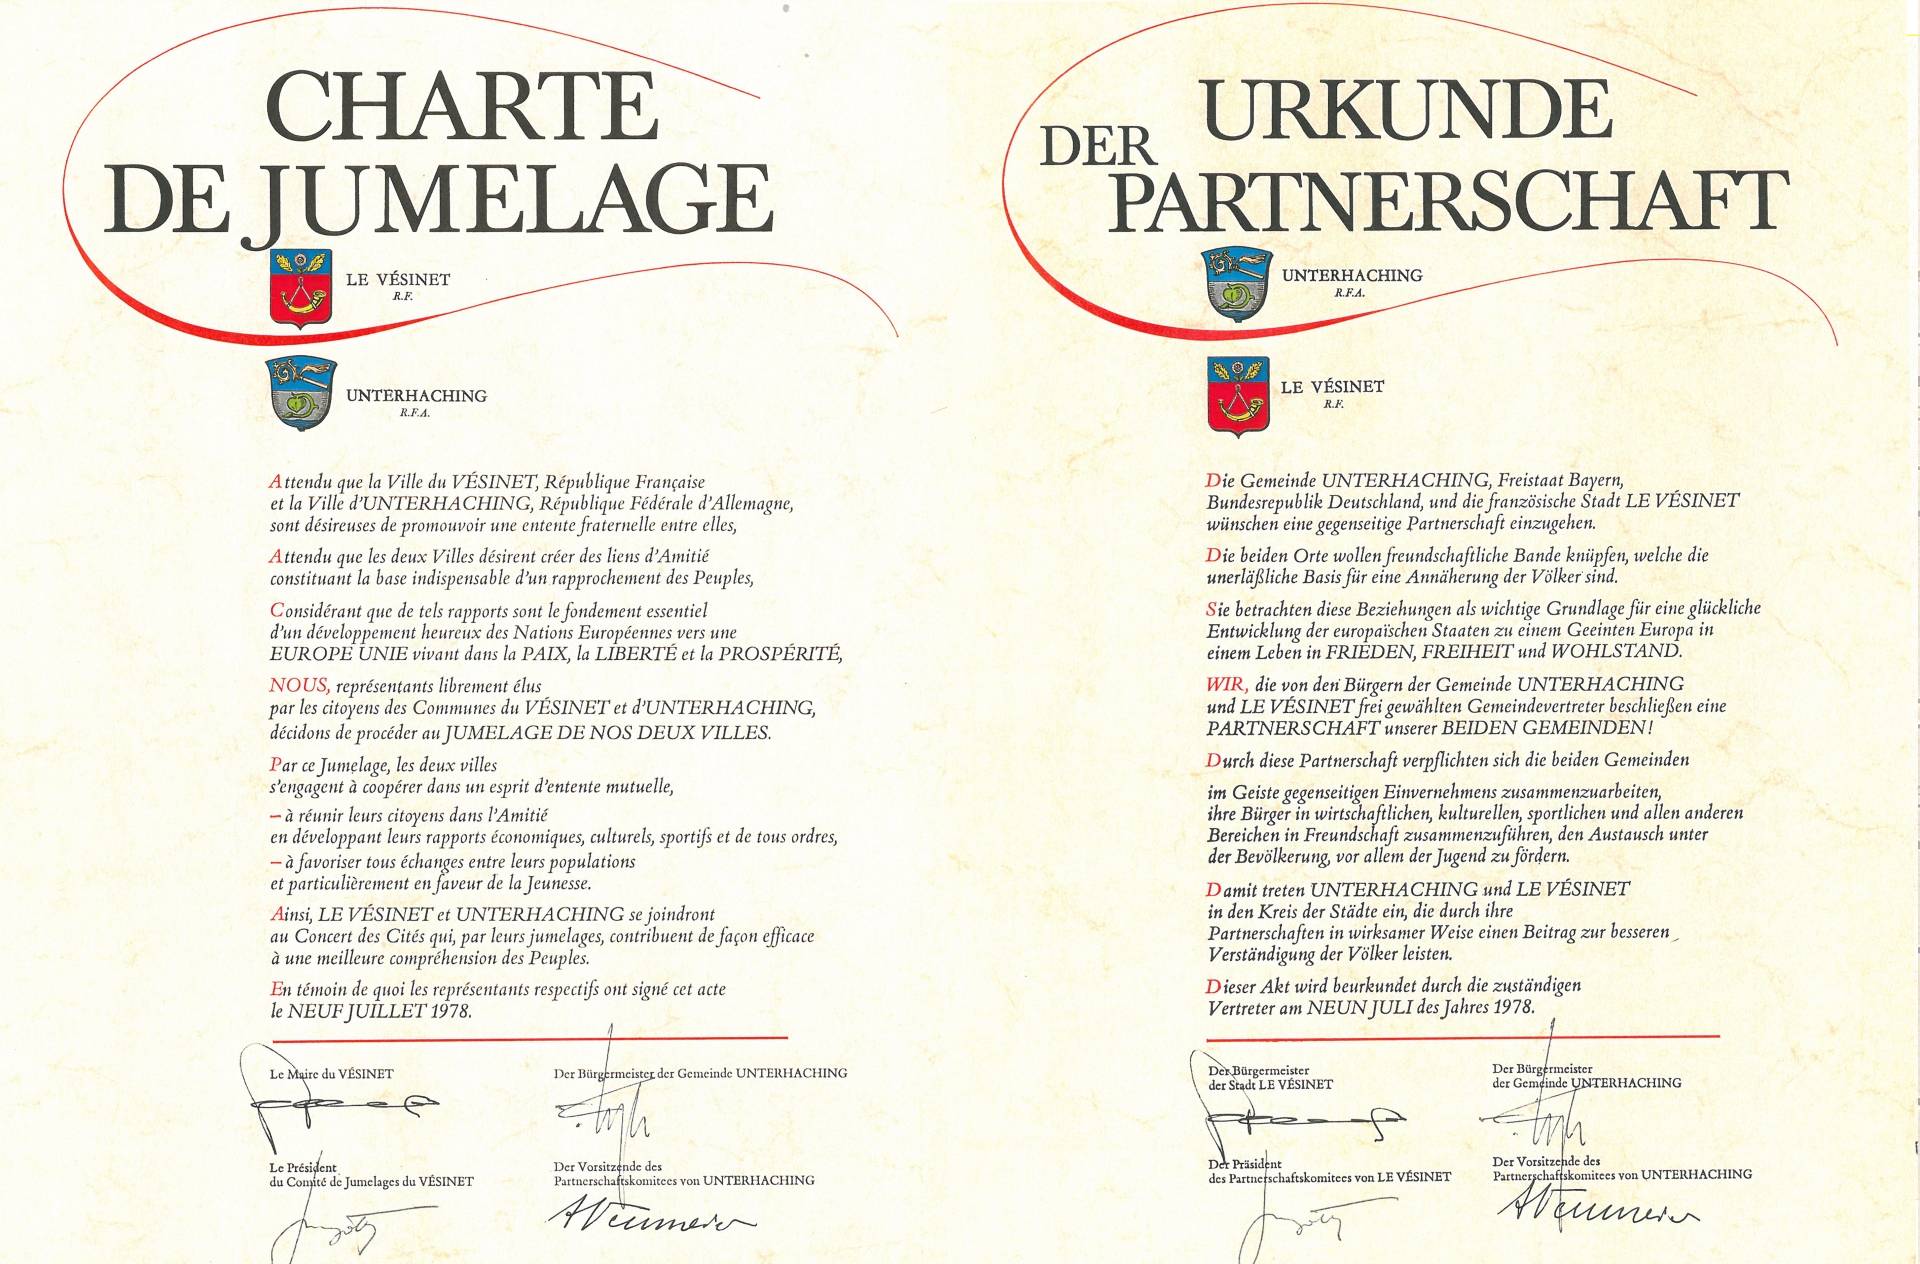 CHARTE
DE JUMELAGE
LE VÉSINET
R.F.
UNTERHACHING
R.F.A.
Attendu que la Ville du VÉSINET, République Française
et la Ville d'UNTERHACHING, République Fédérale d'Allemagne,
sont désireuses de promouvoir une entente fraternelle entre elles,
Attendu que les deux Villes désirent créer des liens d'Amitié
constituant la base indispensable d'un rapprochement des Peuples,
Considérant que de tels rapports sont le fondement essentiel
d'un développement heureux des Nations Européennes vers une
EUROPE UNIE vivant dans la PAIX, la LIBERTÉ et la PROSPÉRITÉ,
NOUS, représentants librement élus
par les citoyens des Communes du VÉSINET et d'UNTERHACHING,
décidons de procéder au JUMELAGE DE NOS DEUX VILLES.
Par ce Jumelage, les deux villes
s'engagent à coopérer dans un esprit d'entente mutuelle,
– à réunir leurs citoyens dans l'Amitié
en développant leurs rapports économiques, culturels, sportifs et de tous ordres,
– à favoriser tous échanges entre leurs populations
et particulièrement en faveur de la Jeunesse.
Ainsi, LE VÉSINET et UNTERHACHING se joindront
au Concert des Cités qui, par leurs jumelages, contribuent de façon efficace
à une meilleure compréhension des Peuples.
En témoin de quoi les représentants respectifs ont signé cet acte
le NEUF JUILLET 1978.
Le Maire du VÉSINET
Der Bürgermeister der Gemeinde UNTERHACHING
Le Président
du Comité de Jumelages du VÉSINET
Der Vorsitzende des
Partnerschaftskomitees von UNTERHACHING
URKUNDE
DER
PARTNERSCHAFT
UNTERHACHING
R.F.A.
LE VÉSINET
R.F.
Die Gemeinde UNTERHACHING, Freistaat Bayern,
Bundesrepublik Deutschland, und die französische Stadt LE VÉSINET
wünschen eine gegenseitige Partnerschaft einzugehen.
Die beiden Orte wollen freundschaftliche Bande knüpfen, welche die
unerläßliche Basis für eine Annäherung der Völker sind.
Sie betrachten diese Beziehungen als wichtige Grundlage für eine glückliche
Entwicklung der europäischen Staaten zu einem Geeinten Europa in
einem Leben in FRIEDEN, FREIHEIT und WOHLSTAND.
WIR, die von den Bürgern der Gemeinde UNTERHACHING
und LE VÉSINET frei gewählten Gemeindevertreter beschließen eine
PARTNERSCHAFT unserer BEIDEN GEMEINDEN!
Durch diese Partnerschaft verpflichten sich die beiden Gemeinden
im Geiste gegenseitigen Einvernehmens zusammenzuarbeiten,
ihre Bürger in wirtschaftlichen, kulturellen, sportlichen und allen anderen
Bereichen in Freundschaft zusammenzuführen, den Austausch unter
der Bevölkerung, vor allem der Jugend zu fördern.
Damit treten UNTERHACHING und LE VÉSINET
in den Kreis der Städte ein, die durch ihre
Partnerschaften in wirksamer Weise einen Beitrag zur besseren
Verständigung der Völker leisten.
Dieser Akt wird beurkundet durch die zuständigen
Vertreter am NEUN JULI des Jahres 1978.
Der Bürgermeister
der Stadt LE VÉSINET
Der Bürgermeister
der Gemeinde UNTERHACHING
Der Präsident
des Partnerschaftskomitees von LE VÉSINET
Der Vorsitzende des
Partnerschaftskomitees von UNTERHACHING